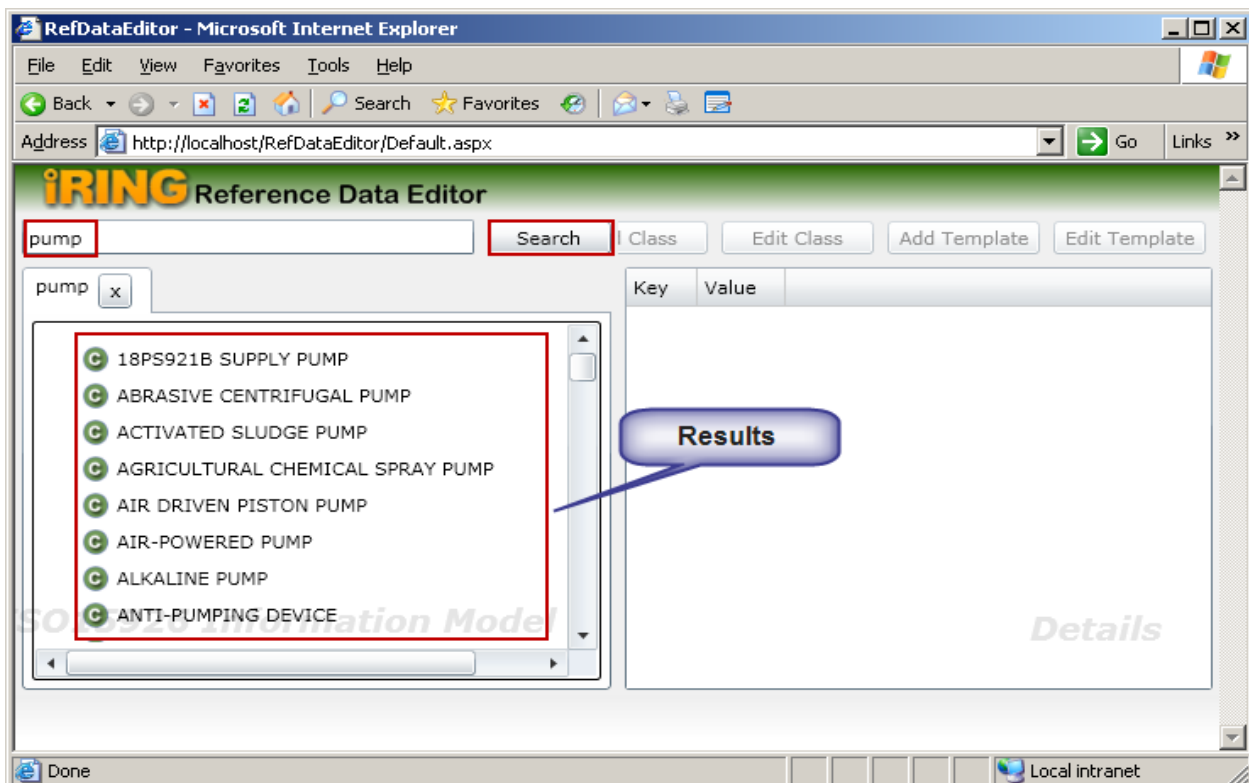 RefDataEditor - Microsoft Internet Explorer
File Edit View Favorites Tools Help
Back Search Favorites
Address http://localhost/RefDataEditor/Default.aspx Go Links »
iRING Reference Data Editor
pump Search l Class Edit Class Add Template Edit Template
pump x Key Value
18PS921B SUPPLY PUMP
ABRASIVE CENTRIFUGAL PUMP
ACTIVATED SLUDGE PUMP
Results
AGRICULTURAL CHEMICAL SPRAY PUMP
AIR DRIVEN PISTON PUMP
AIR-POWERED PUMP
ALKALINE PUMP
ANTI-PUMPING DEVICE
SO15926 Information Model Details
Done Local intranet